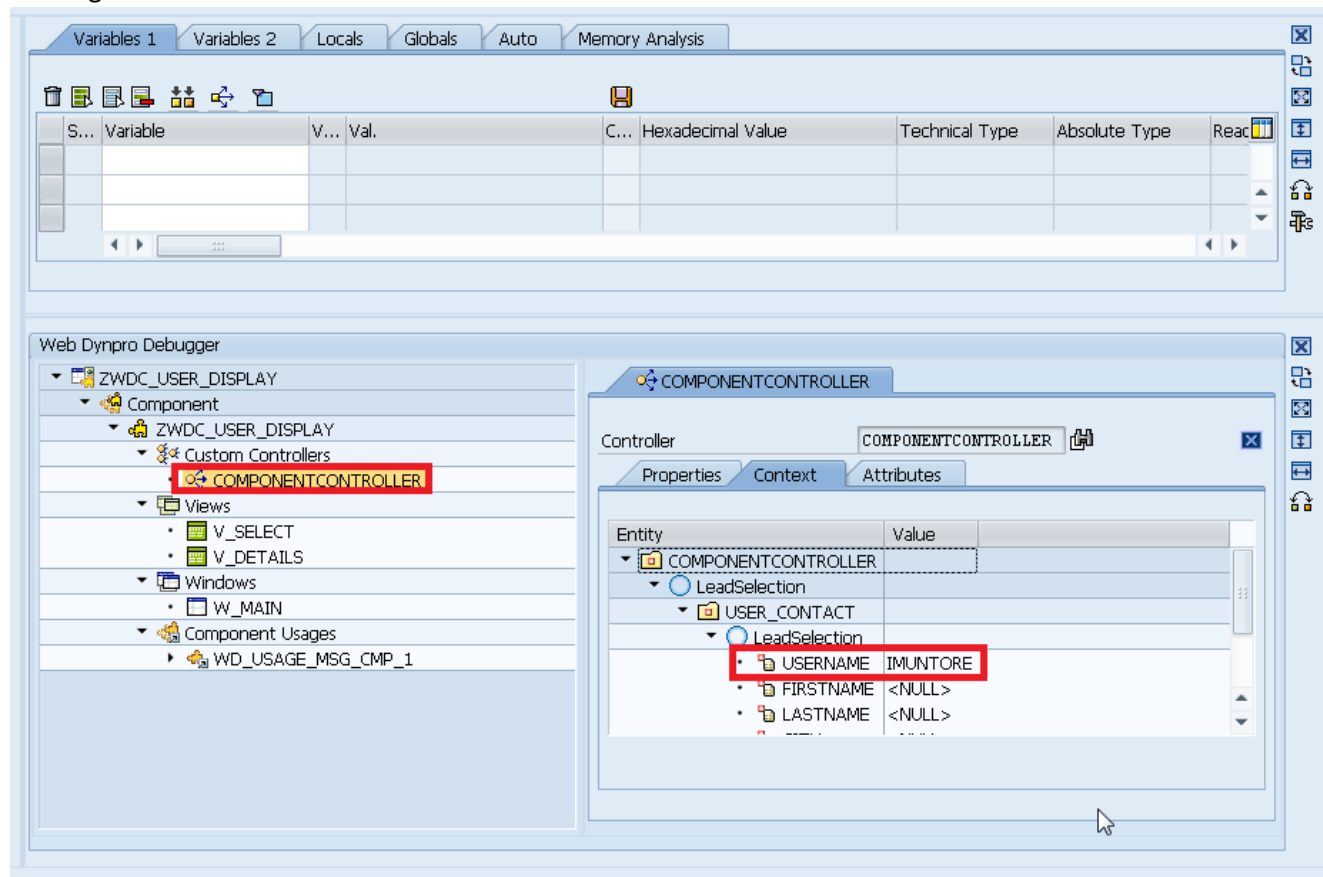 Variables 1 Variables 2 Locals Globals Auto Memory Analysis
S... Variable V... Val. C... Hexadecimal Value Technical Type Absolute Type Reac
Web Dynpro Debugger
ZWDC_USER_DISPLAY
Component
ZWDC_USER_DISPLAY
Custom Controllers
COMPONENTCONTROLLER
Views
V_SELECT
V_DETAILS
Windows
W_MAIN
Component Usages
WD_USAGE_MSG_CMP_1
COMPONENTCONTROLLER
Controller COMPONENTCONTROLLER
Properties Context Attributes
Entity Value
COMPONENTCONTROLLER
LeadSelection
USER_CONTACT
LeadSelection
USERNAME IMUNTORE
FIRSTNAME <NULL>
LASTNAME <NULL>